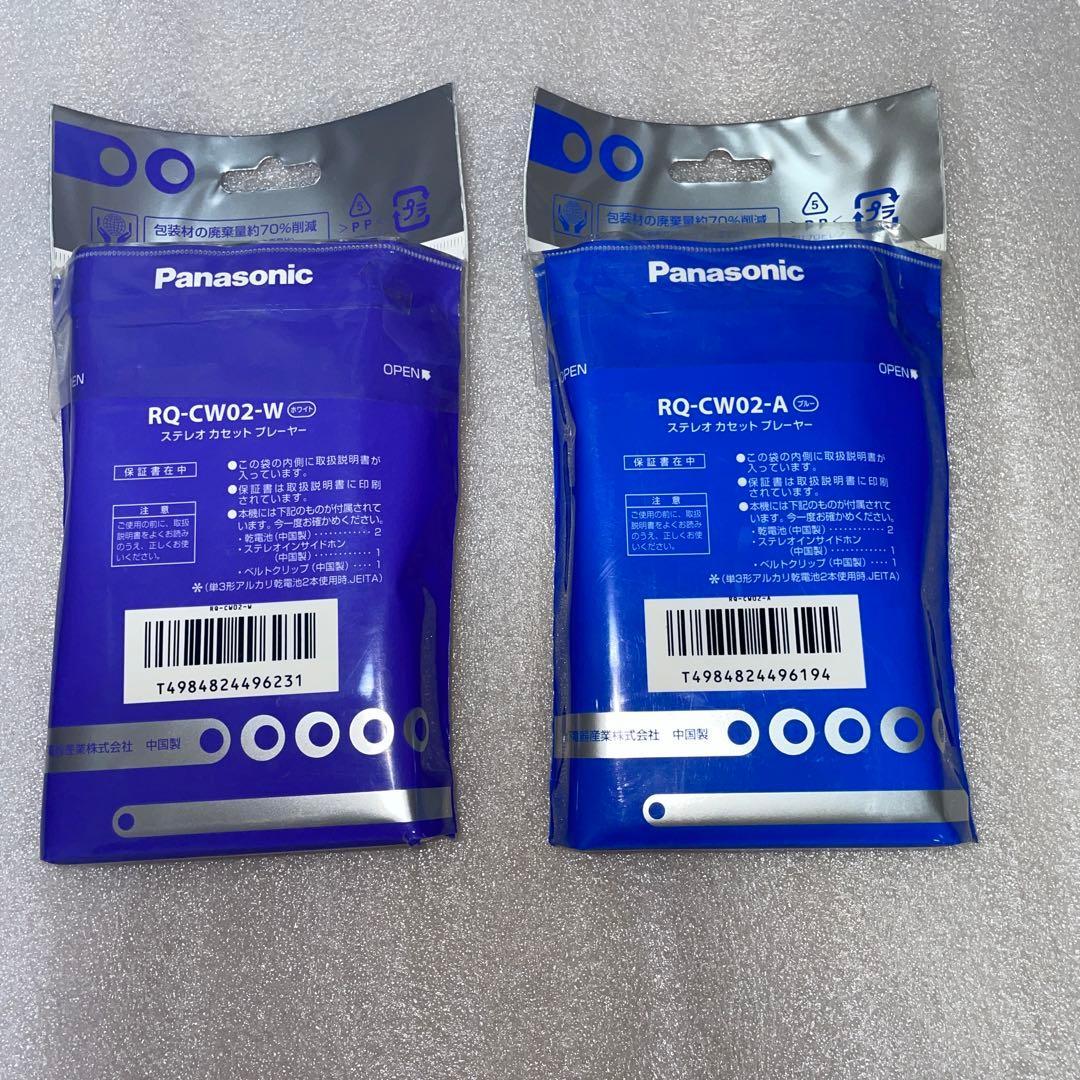 包装材の廃棄量約70%削減
5
>PP<
プラ
Panasonic
EN
OPEN
RQ-CW02-W ホワイト
ステレオ カセット プレーヤー
保証書在中
注意
ご使用の前に、取扱
説明書をよくお読み
のうえ、正しくお使
いください。
●この袋の内側に取扱説明書が
入っています。
●保証書は取扱説明書に印刷
されています。
●本機には下記のものが付属されて
います。今一度お確かめください。
・乾電池(中国製)‥‥‥‥‥‥ 2
・ステレオインサイドホン
(中国製)‥‥‥‥‥‥ 1
・ベルトクリップ(中国製)‥‥ 1
＊(単3形アルカリ乾電池2本使用時.JEITA)
RQ-CW02-W
T4984824496231
電器産業株式会社 中国製
包装材の廃棄量約70%削減
5
>PP<
プラ
Panasonic
OPEN
OPEN
RQ-CW02-A ブルー
ステレオ カセット プレーヤー
保証書在中
注意
ご使用の前に、取扱
説明書をよくお読み
のうえ、正しくお使
いください。
●この袋の内側に取扱説明書が
入っています。
●保証書は取扱説明書に印刷
されています。
●本機には下記のものが付属されて
います。今一度お確かめください。
・乾電池(中国製)‥‥‥‥‥‥ 2
・ステレオインサイドホン
(中国製)‥‥‥‥‥‥ 1
・ベルトクリップ(中国製)‥‥ 1
＊(単3形アルカリ乾電池2本使用時.JEITA)
RQ-CW02-A
T4984824496194
電器産業株式会社 中国製